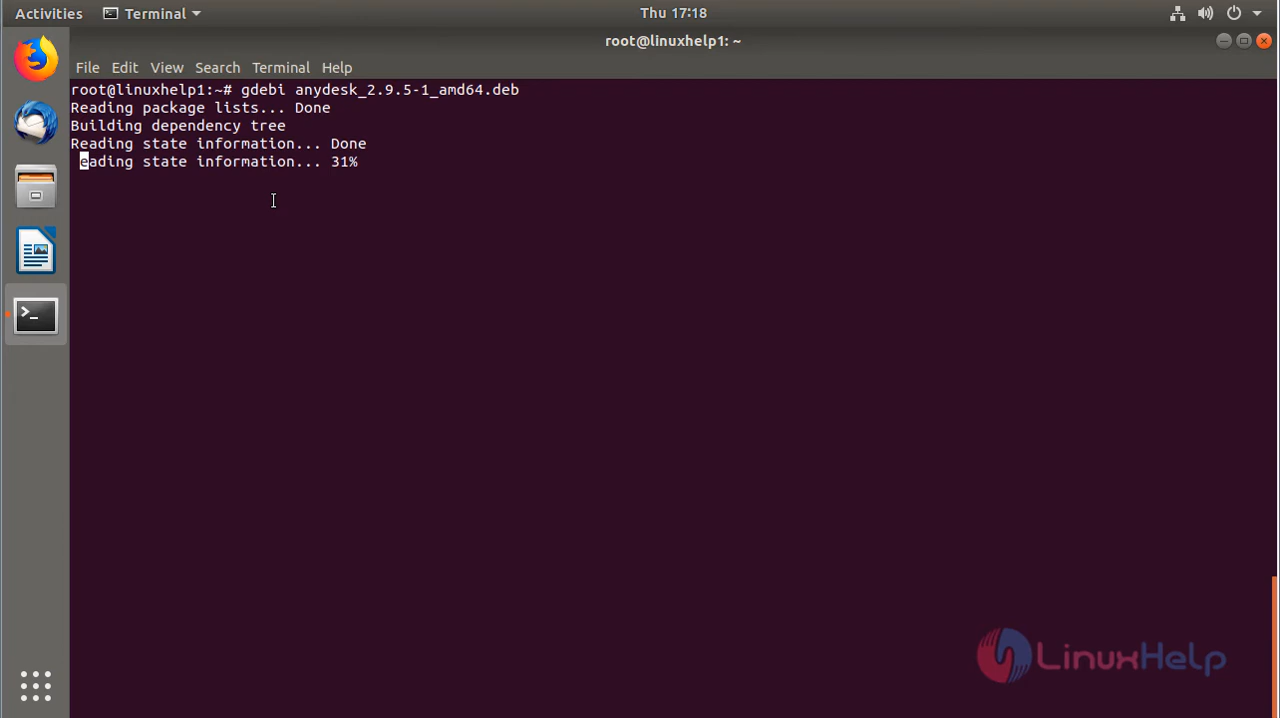 Activities Terminal Thu 17:18
root@linuxhelp1: ~
File Edit View Search Terminal Help
root@linuxhelp1:~# gdebi anydesk_2.9.5-1_amd64.deb
Reading package lists... Done
Building dependency tree
Reading state information... Done
eading state information... 31%
>_
LinuxHelp